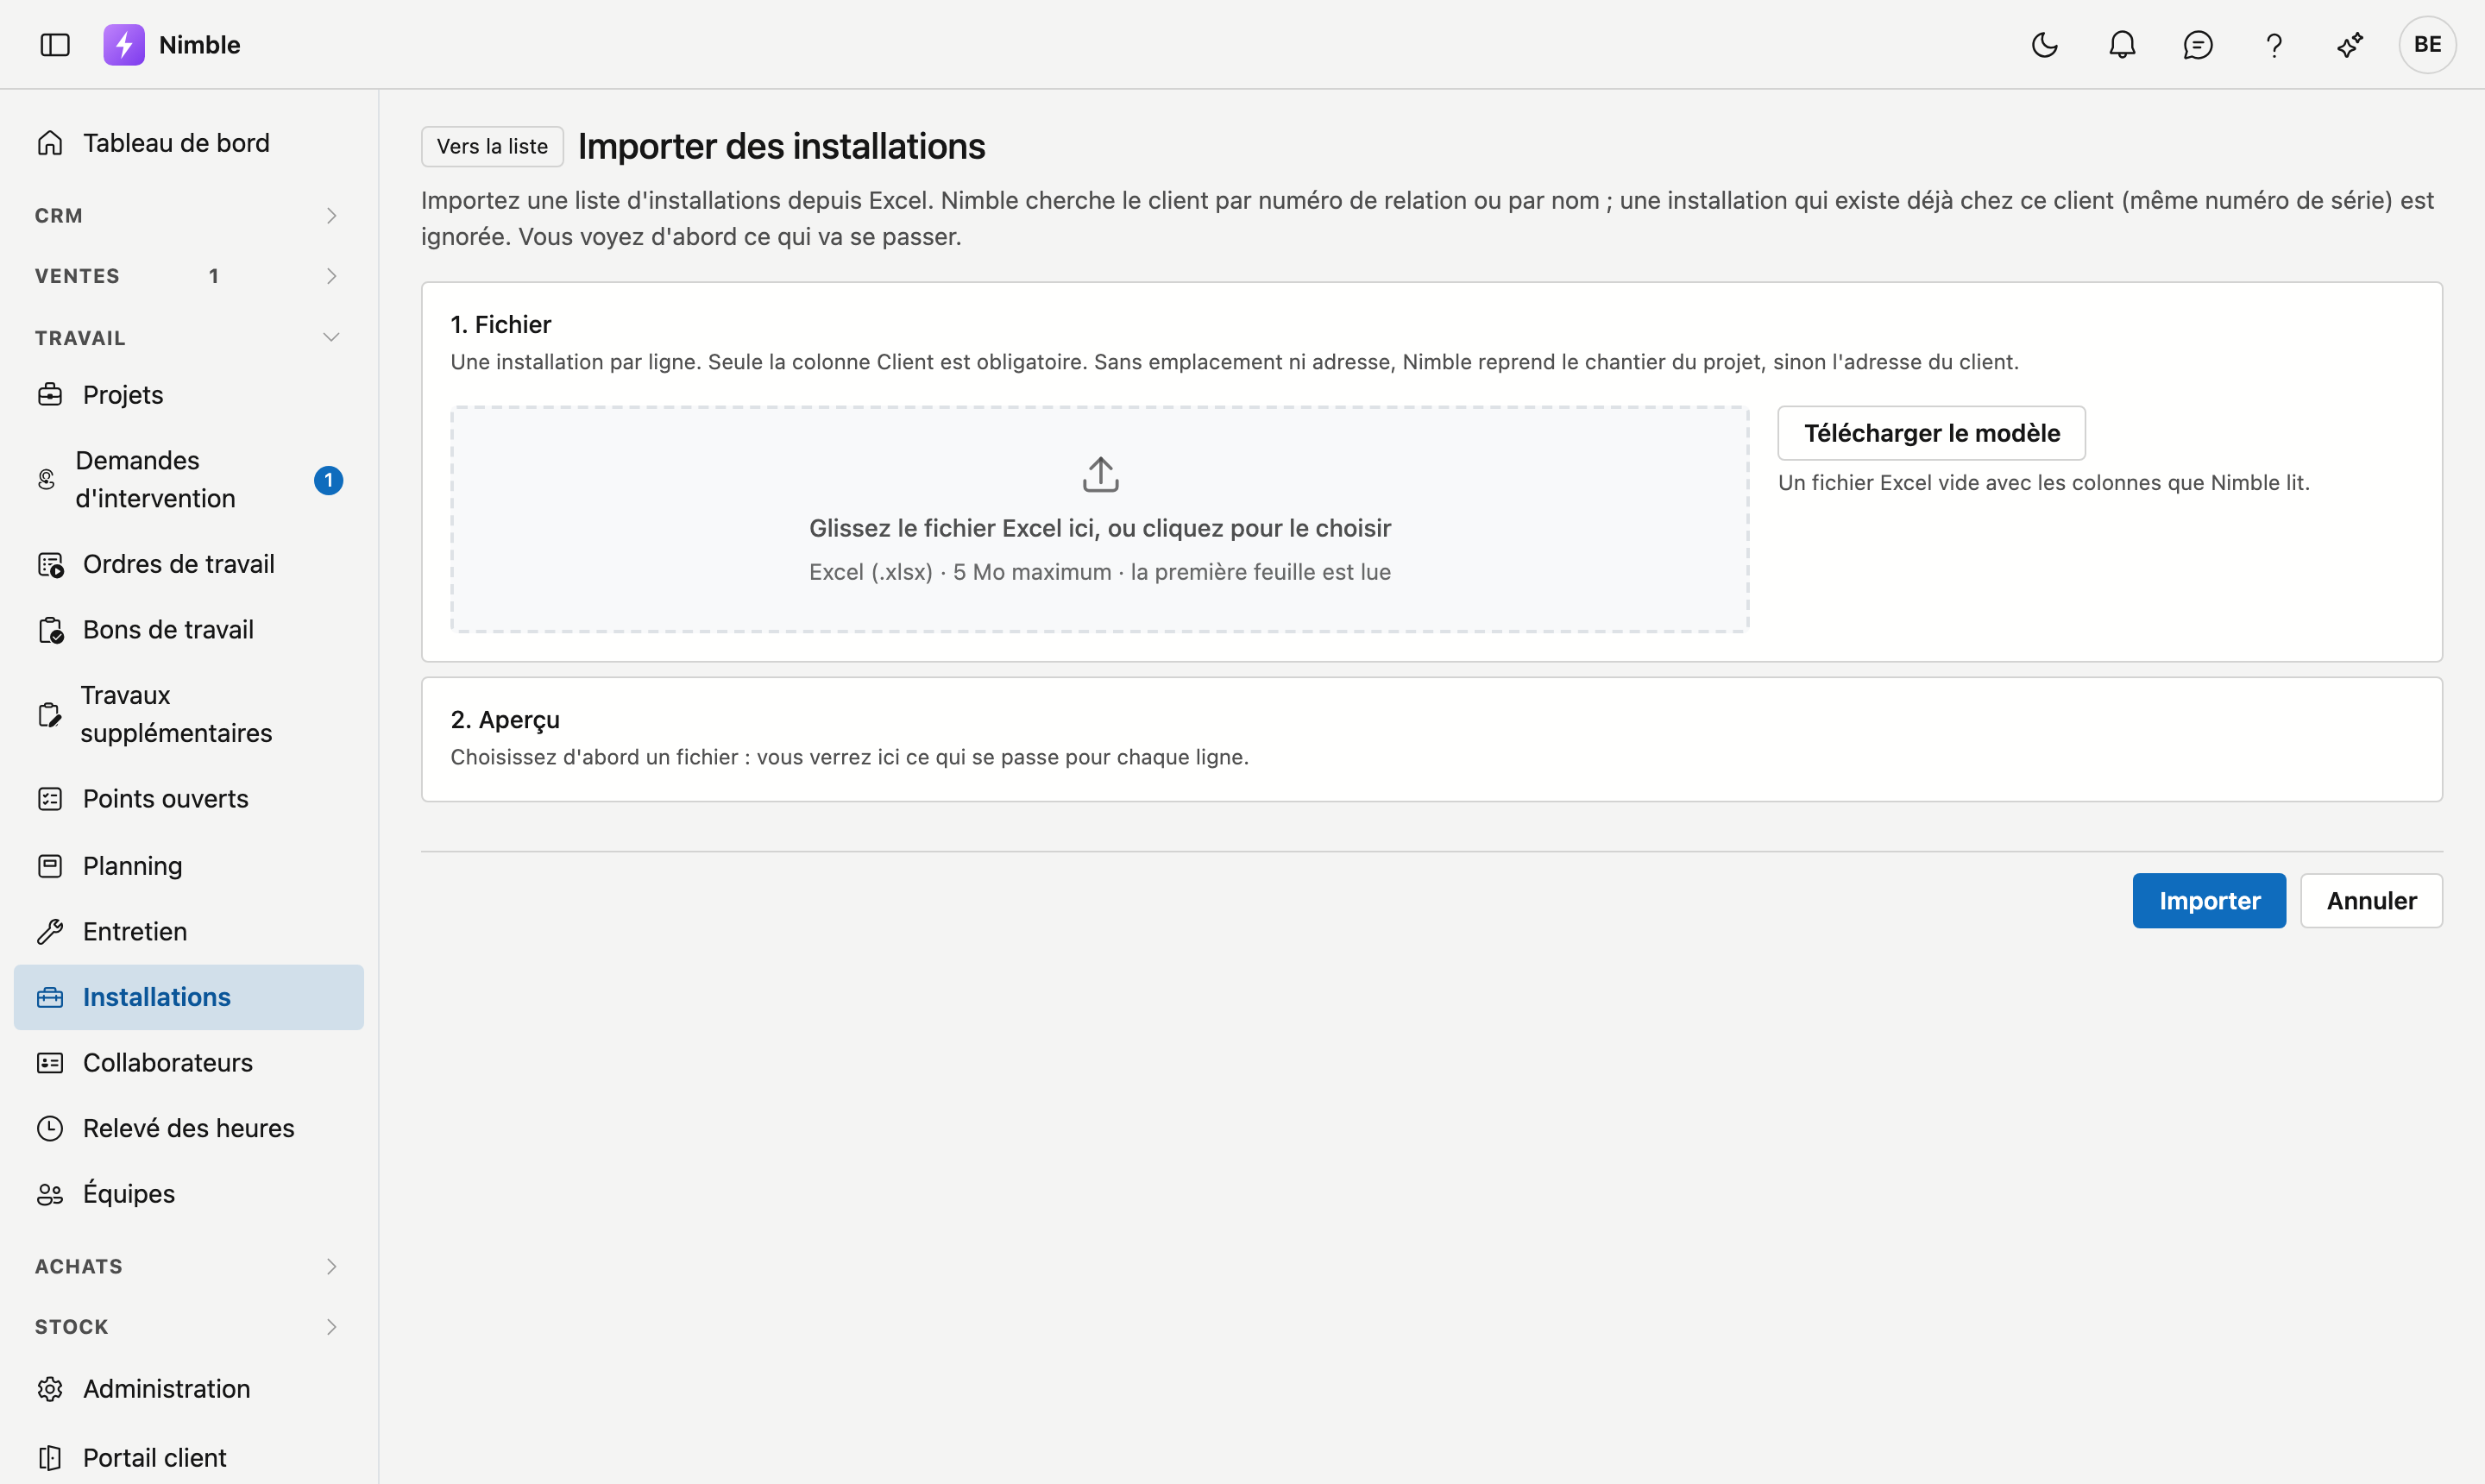 Nimble
BE
Tableau de bord
CRM
VENTES 1
TRAVAIL
Projets
Demandes
d'intervention
1
Ordres de travail
Bons de travail
Travaux
supplémentaires
Points ouverts
Planning
Entretien
Installations
Collaborateurs
Relevé des heures
Équipes
ACHATS
STOCK
Administration
Portail client
Vers la liste
Importer des installations
Importez une liste d'installations depuis Excel. Nimble cherche le client par numéro de relation ou par nom ; une installation qui existe déjà chez ce client (même numéro de série) est
ignorée. Vous voyez d'abord ce qui va se passer.
1. Fichier
Une installation par ligne. Seule la colonne Client est obligatoire. Sans emplacement ni adresse, Nimble reprend le chantier du projet, sinon l'adresse du client.
Glissez le fichier Excel ici, ou cliquez pour le choisir
Excel (.xlsx) · 5 Mo maximum · la première feuille est lue
Télécharger le modèle
Un fichier Excel vide avec les colonnes que Nimble lit.
2. Aperçu
Choisissez d'abord un fichier : vous verrez ici ce qui se passe pour chaque ligne.
Importer
Annuler